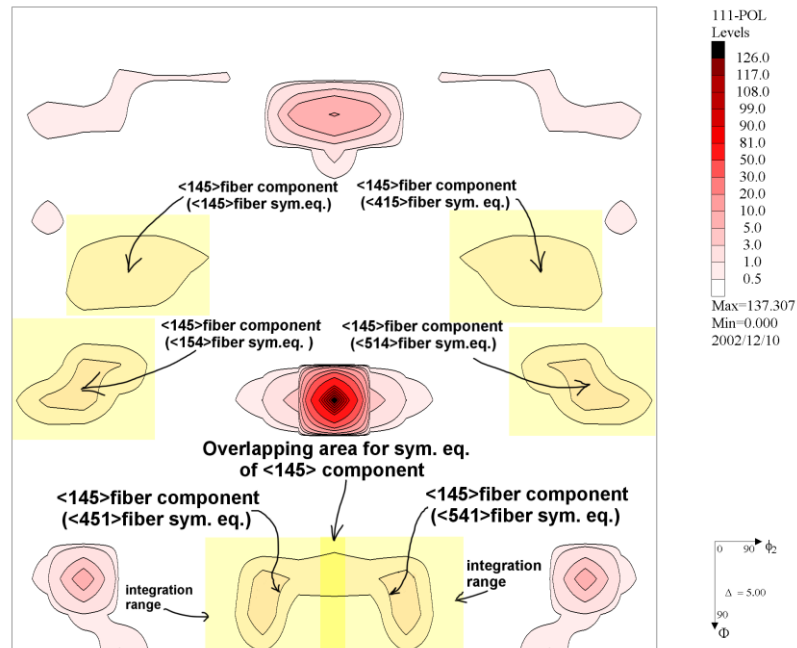 111-POL
Levels
126.0
117.0
108.0
99.0
90.0
81.0
50.0
30.0
20.0
10.0
5.0
3.0
1.0
0.5
Max=137.307
Min=0.000
2002/12/10
<145>fiber component
(<145>fiber sym.eq.)
<145>fiber component
(<415>fiber sym. eq.)
<145>fiber component
(<154>fiber sym.eq. )
<145>fiber component
(<514>fiber sym.eq.)
Overlapping area for sym. eq.
of <145> component
<145>fiber component
(<451>fiber sym. eq.)
<145>fiber component
(<541>fiber sym. eq.)
integration
range
integration
range
0 90 ϕ2
Δ = 5.00
90
Φ